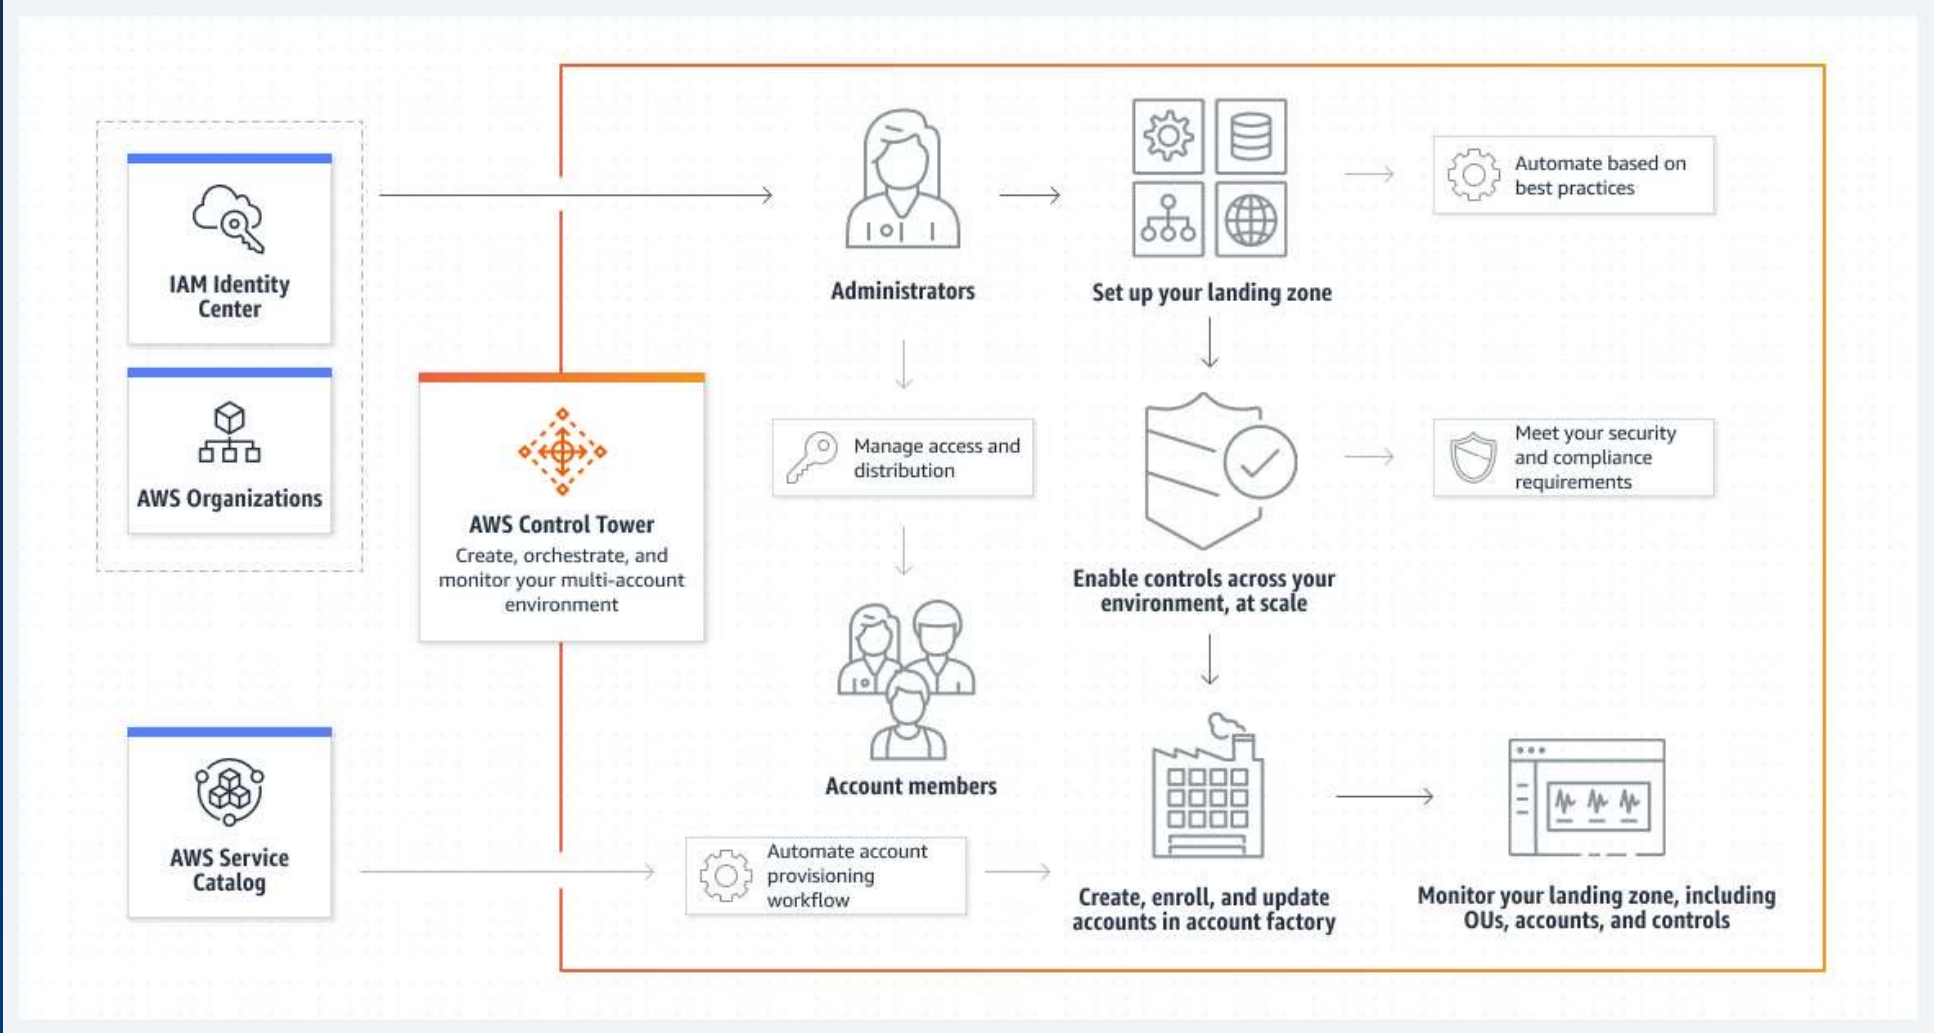 IAM Identity
Center
AWS Organizations
AWS Service
Catalog
AWS Control Tower
Create, orchestrate, and
monitor your multi-account
environment
Administrators
Manage access and
distribution
Account members
Automate account
provisioning
workflow
Set up your landing zone
Automate based on
best practices
Enable controls across your
environment, at scale
Meet your security
and compliance
requirements
Create, enroll, and update
accounts in account factory
Monitor your landing zone, including
OUs, accounts, and controls